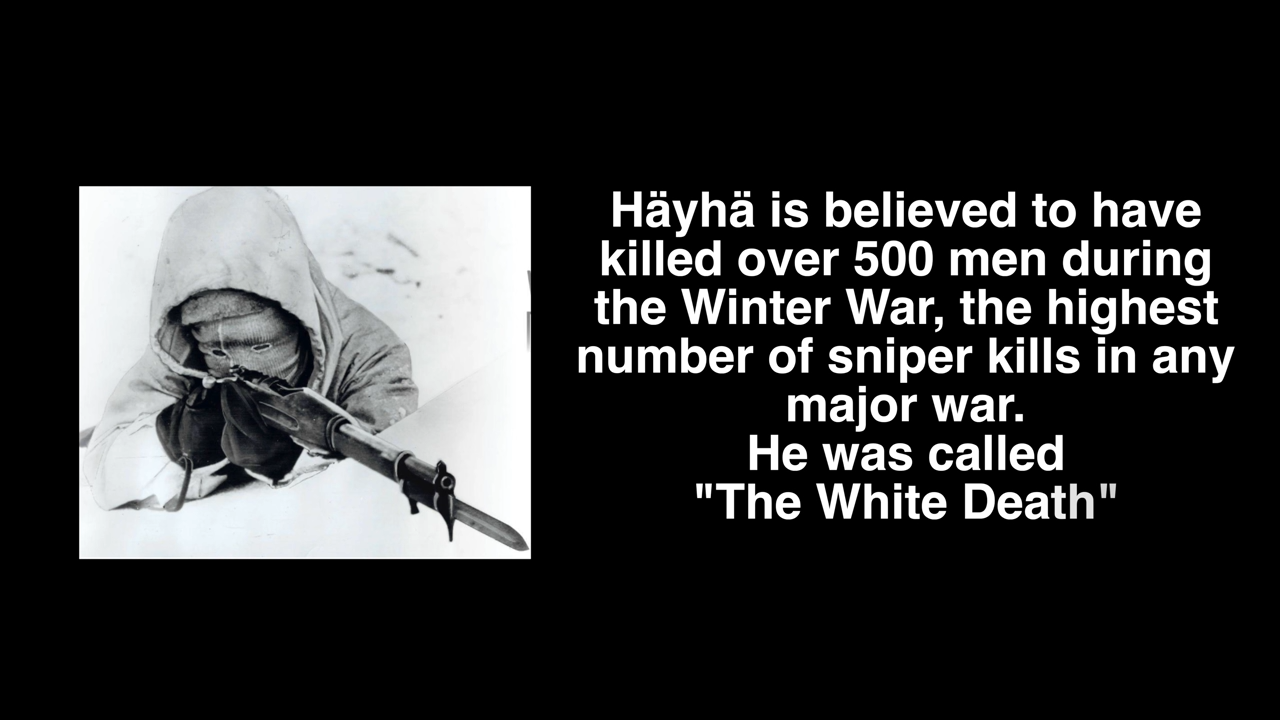 Häyhä is believed to have
killed over 500 men during
the Winter War, the highest
number of sniper kills in any
major war.
He was called
"The White Death"